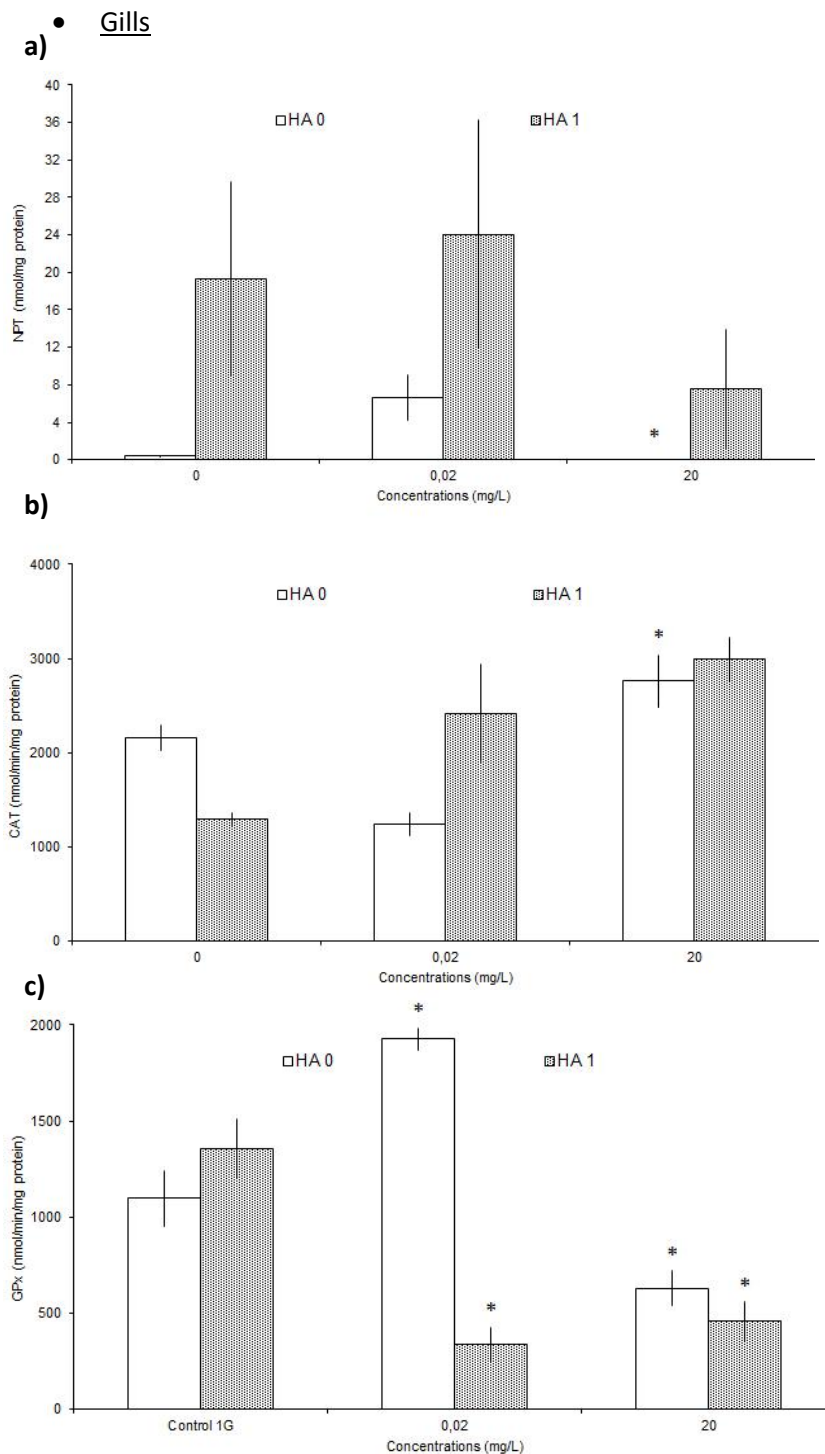 • Gills
a)
40
36
HA 0 HA 1
32
28
24
20
16
12
8
4
0
NPT (nmol/mg protein)
*
0 0,02 20
Concentrations (mg/L)
b)
4000
HA 0 HA 1
3000
2000
1000
0
CAT (nmol/min/mg protein)
*
0 0,02 20
Concentrations (mg/L)
c)
2000
HA 0 HA 1
1500
1000
500
0
GPx (nmol/min/mg protein)
*
* *
*
Control 1G 0,02 20
Concentrations (mg/L)